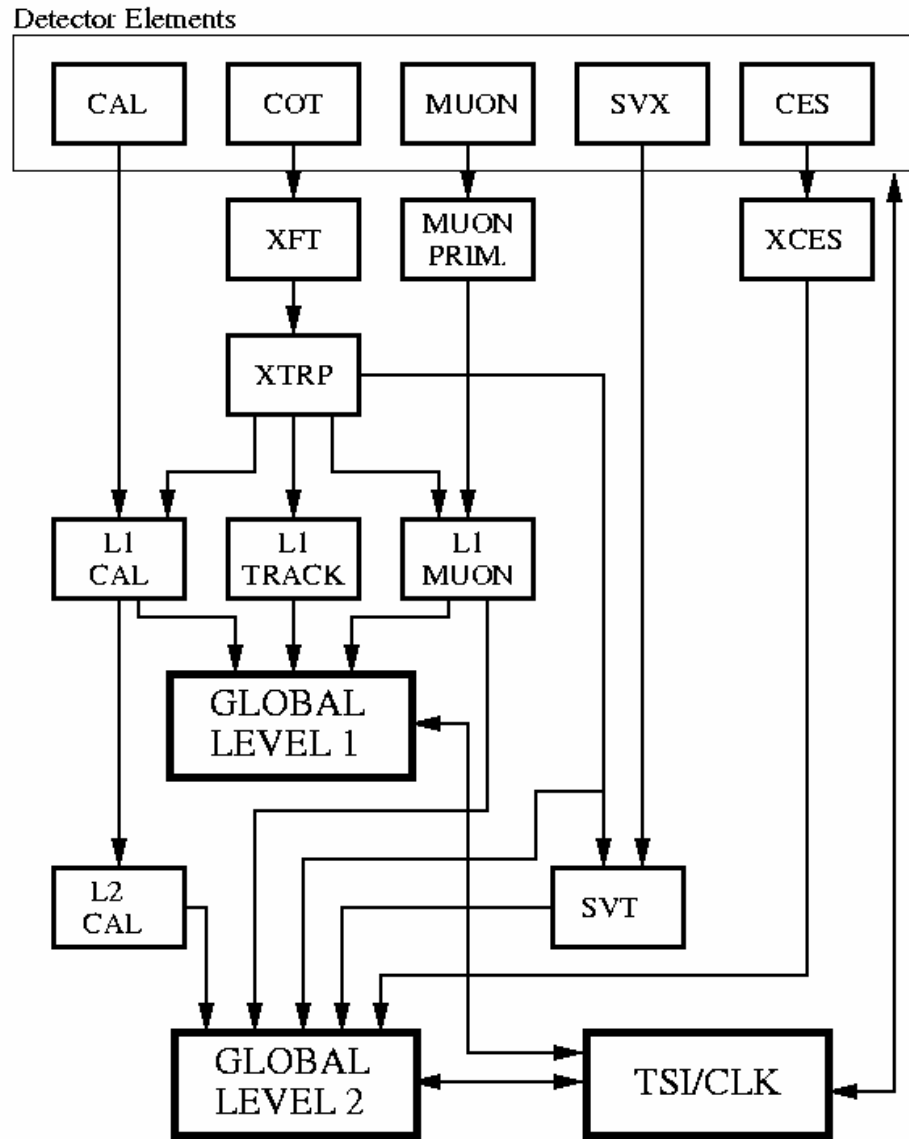 Detector Elements
CAL
COT
MUON
SVX
CES
XFT
MUON
PRIM.
XCES
XTRP
L1
CAL
L1
TRACK
L1
MUON
GLOBAL
LEVEL 1
L2
CAL
SVT
GLOBAL
LEVEL 2
TSI/CLK